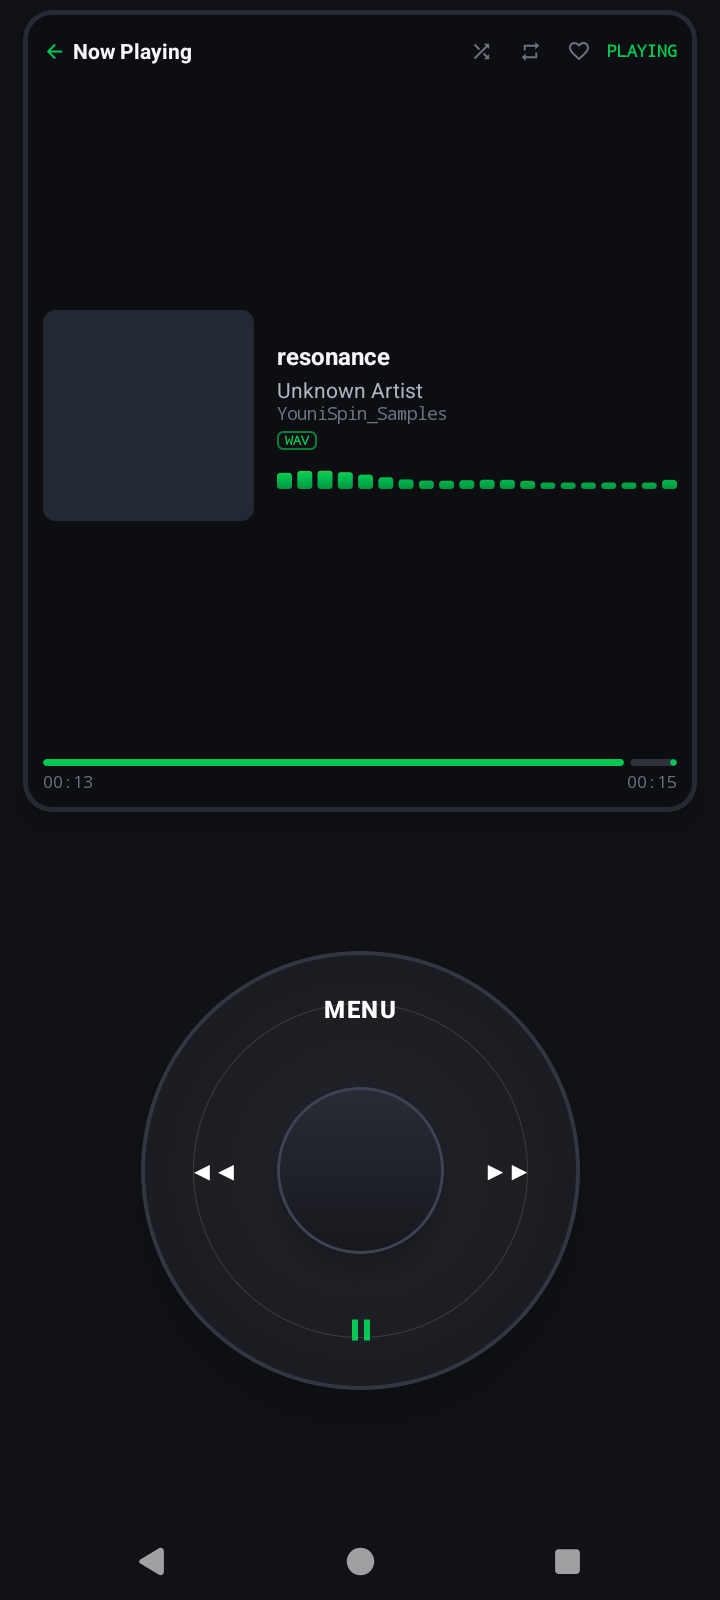 Now Playing
PLAYING
resonance
Unknown Artist
YouniSpin_Samples
WAV
00:13
00:15
MENU